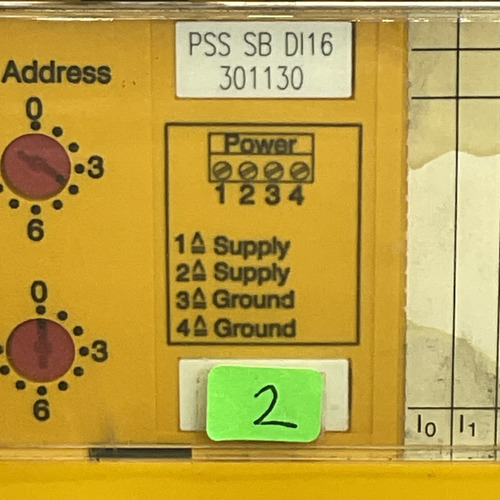 PSS SB DI16
301130
Address
0
3
6
Power
1 2 3 4
1 ≙ Supply
2 ≙ Supply
3 ≙ Ground
4 ≙ Ground
0
3
6
2
I0 I1